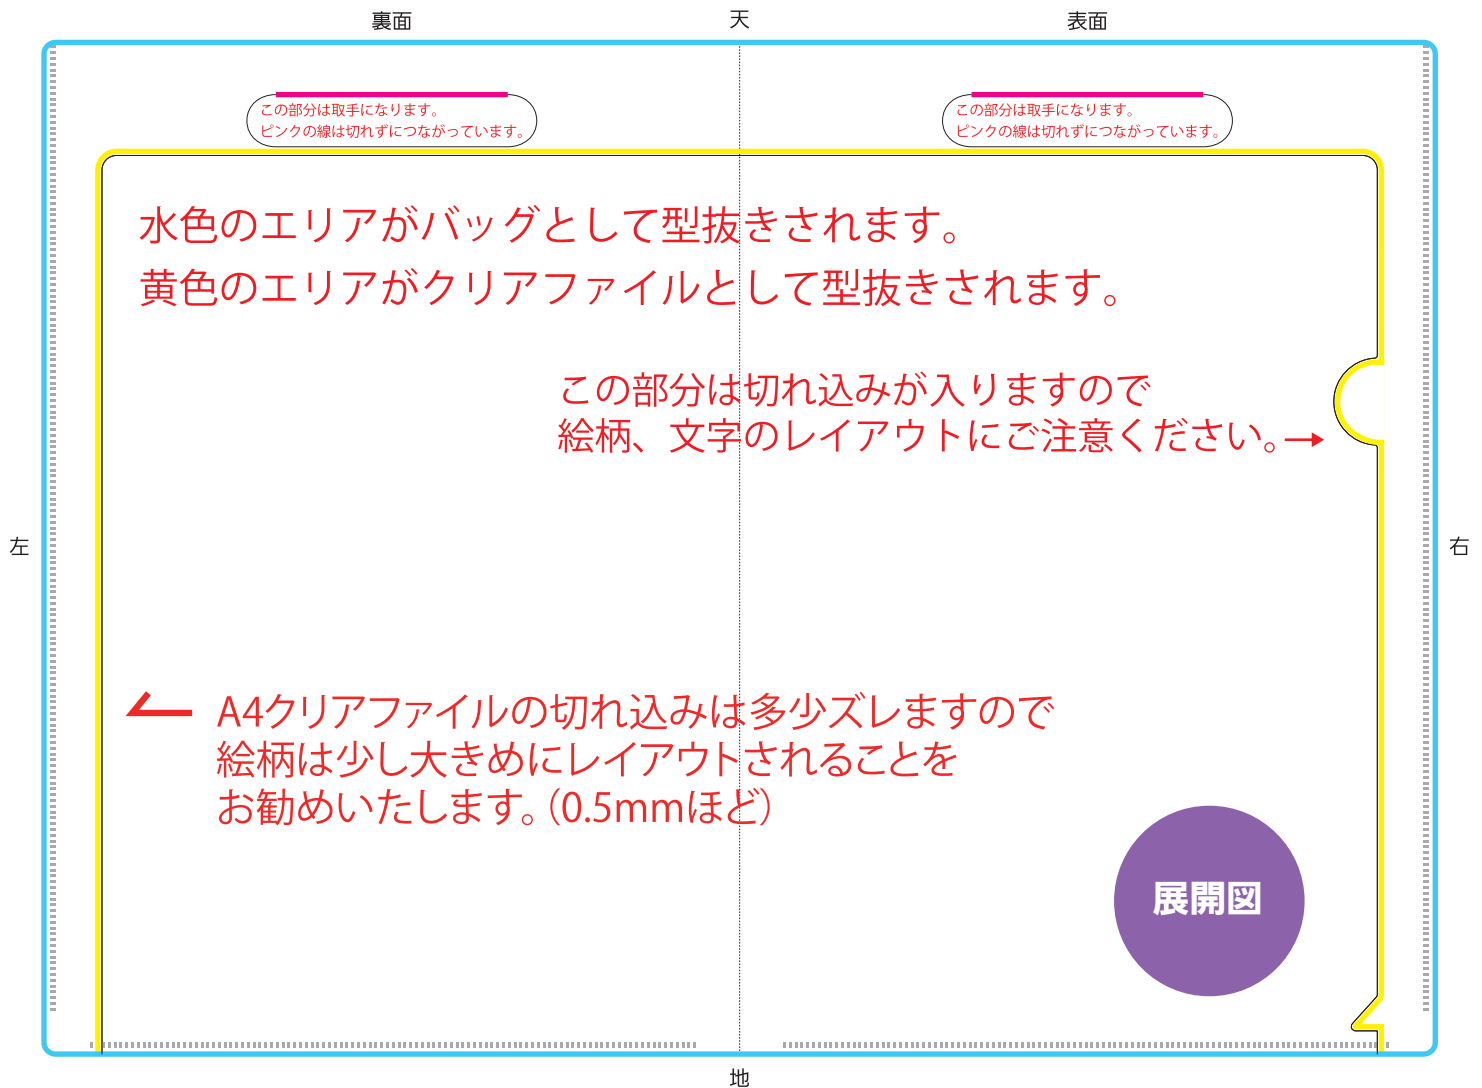 裏面
天
表面
この部分は取手になります。
ピンクの線は切れずにつながっています。
この部分は取手になります。
ピンクの線は切れずにつながっています。
水色のエリアがバッグとして型抜きされます。
黄色のエリアがクリアファイルとして型抜きされます。
この部分は切れ込みが入りますので
絵柄、文字のレイアウトにご注意ください。→
左
右
A4クリアファイルの切れ込みは多少ズレますので
絵柄は少し大きめにレイアウトされることを
お勧めいたします。（0.5mmほど）
展開図
地